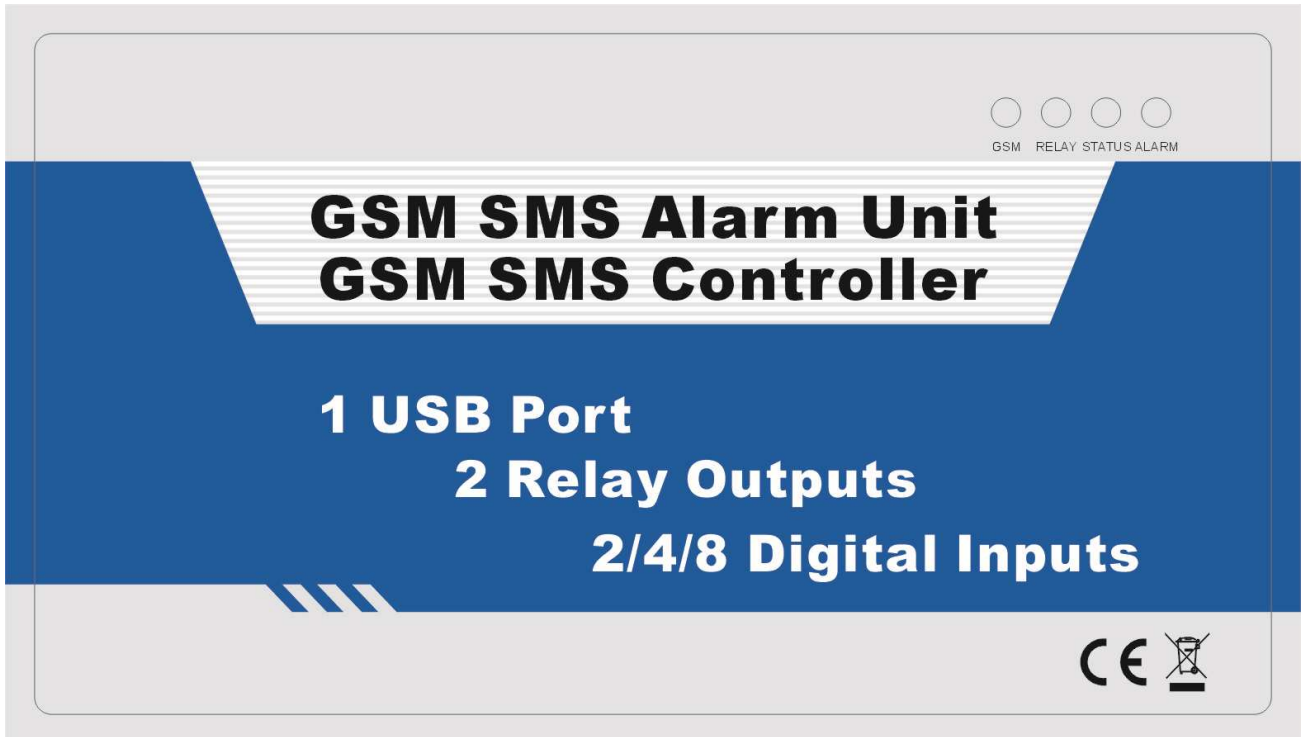 GSM RELAY STATUS ALARM
GSM SMS Alarm Unit
GSM SMS Controller
1 USB Port
2 Relay Outputs
2/4/8 Digital Inputs
CE